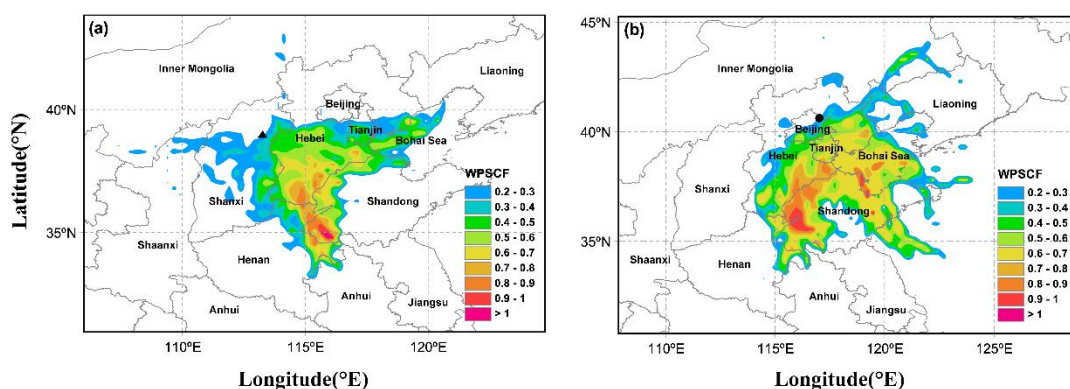 (a)
Inner Mongolia
Liaoning
Beijing
Tianjin
Hebei
Bohai Sea
Shanxi
Shandong
Shaanxi
Henan
Anhui
Anhui
Jiangsu
WPSCF
0.2 - 0.3
0.3 - 0.4
0.4 - 0.5
0.5 - 0.6
0.6 - 0.7
0.7 - 0.8
0.8 - 0.9
0.9 - 1
> 1
40°N
35°N
110°E
115°E
120°E
Latitude(°N)
Longitude(°E)
(b)
Inner Mongolia
Liaoning
Beijing
Tianjin
Hebei
Bohai Sea
Shanxi
Shandong
Shaanxi
Henan
Anhui
Jiangsu
WPSCF
0.2 - 0.3
0.3 - 0.4
0.4 - 0.5
0.5 - 0.6
0.6 - 0.7
0.7 - 0.8
0.8 - 0.9
0.9 - 1
> 1
45°N
40°N
35°N
110°E
115°E
120°E
125°E
Longitude(°E)